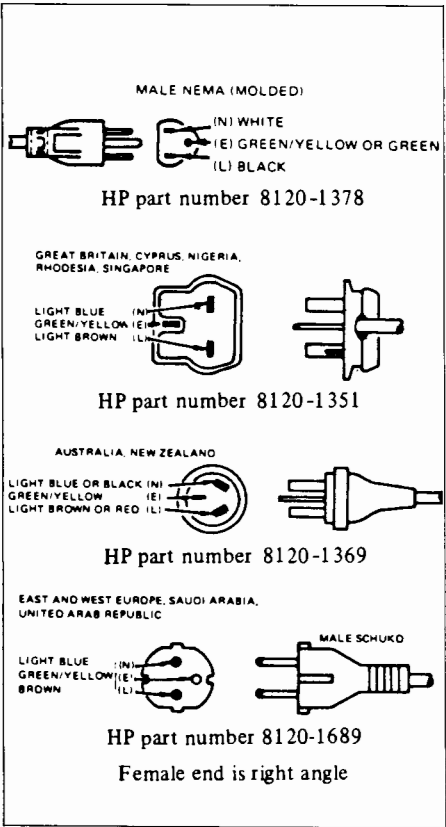 MALE NEMA (MOLDED)
(N) WHITE
(E) GREEN/YELLOW OR GREEN
(L) BLACK
HP part number 8120-1378
GREAT BRITAIN, CYPRUS, NIGERIA,
RHODESIA, SINGAPORE
LIGHT BLUE (N)
GREEN/YELLOW (E)
LIGHT BROWN (L)
HP part number 8120-1351
AUSTRALIA, NEW ZEALAND
LIGHT BLUE OR BLACK (N)
GREEN/YELLOW (E)
LIGHT BROWN OR RED (L)
HP part number 8120-1369
EAST AND WEST EUROPE, SAUDI ARABIA,
UNITED ARAB REPUBLIC
MALE SCHUKO
LIGHT BLUE (N)
GREEN/YELLOW (E)
BROWN (L)
HP part number 8120-1689
Female end is right angle